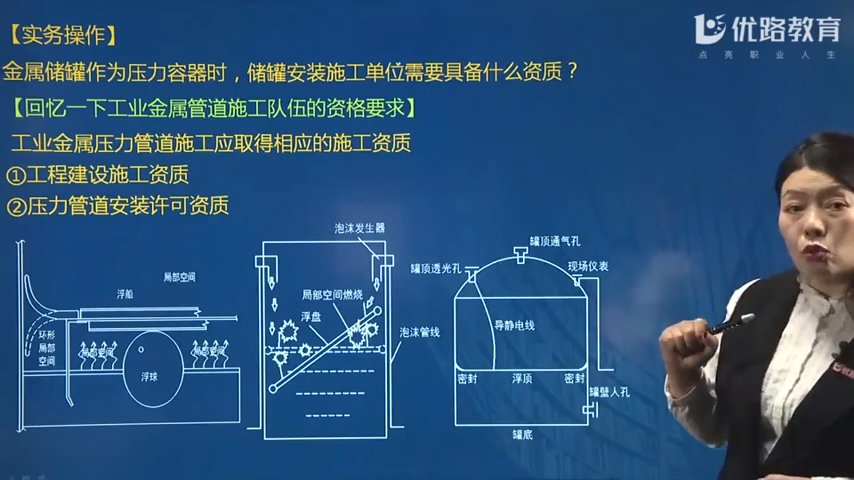 【实务操作】
优路教育
点亮职业人生
金属储罐作为压力容器时，储罐安装施工单位需要具备什么资质？
【回忆一下工业金属管道施工队伍的资格要求】
工业金属压力管道施工应取得相应的施工资质
①工程建设施工资质
②压力管道安装许可资质
局部空间
浮船
环形
局部
空间
局部空间
局部空间
浮球
泡沫发生器
局部空间燃烧
浮盘
泡沫管线
罐顶通气孔
罐顶透光孔
现场仪表
导静电线
密封
浮顶
密封
罐壁人孔
罐底